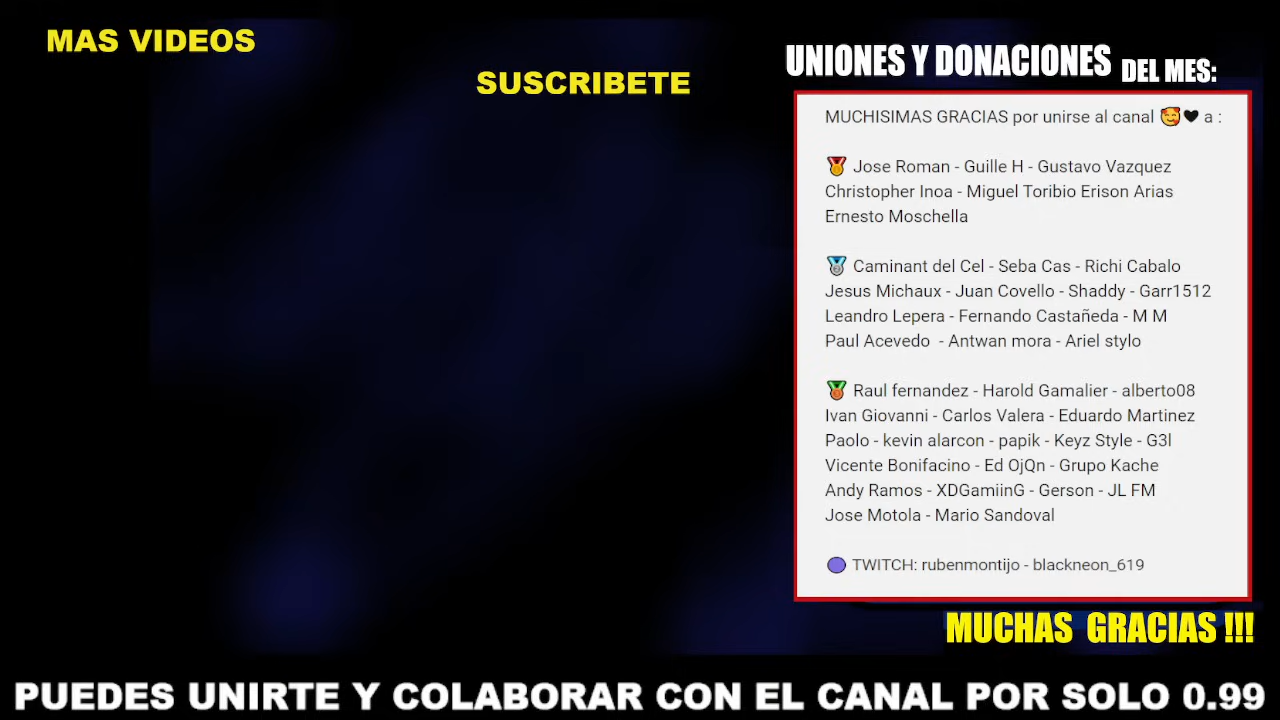 MAS VIDEOS
SUSCRIBETE
UNIONES Y DONACIONES DEL MES:
MUCHISIMAS GRACIAS por unirse al canal 🥰🖤 a :
🥇 Jose Roman - Guille H - Gustavo Vazquez
Christopher Inoa - Miguel Toribio Erison Arias
Ernesto Moschella
🥈 Caminant del Cel - Seba Cas - Richi Cabalo
Jesus Michaux - Juan Covello - Shaddy - Garr1512
Leandro Lepera - Fernando Castañeda - M M
Paul Acevedo - Antwan mora - Ariel stylo
🥉 Raul fernandez - Harold Gamalier - alberto08
Ivan Giovanni - Carlos Valera - Eduardo Martinez
Paolo - kevin alarcon - papik - Keyz Style - G3l
Vicente Bonifacino - Ed OjQn - Grupo Kache
Andy Ramos - XDGamiinG - Gerson - JL FM
Jose Motola - Mario Sandoval
🟣 TWITCH: rubenmontijo - blackneon_619
MUCHAS GRACIAS !!!
PUEDES UNIRTE Y COLABORAR CON EL CANAL POR SOLO 0.99